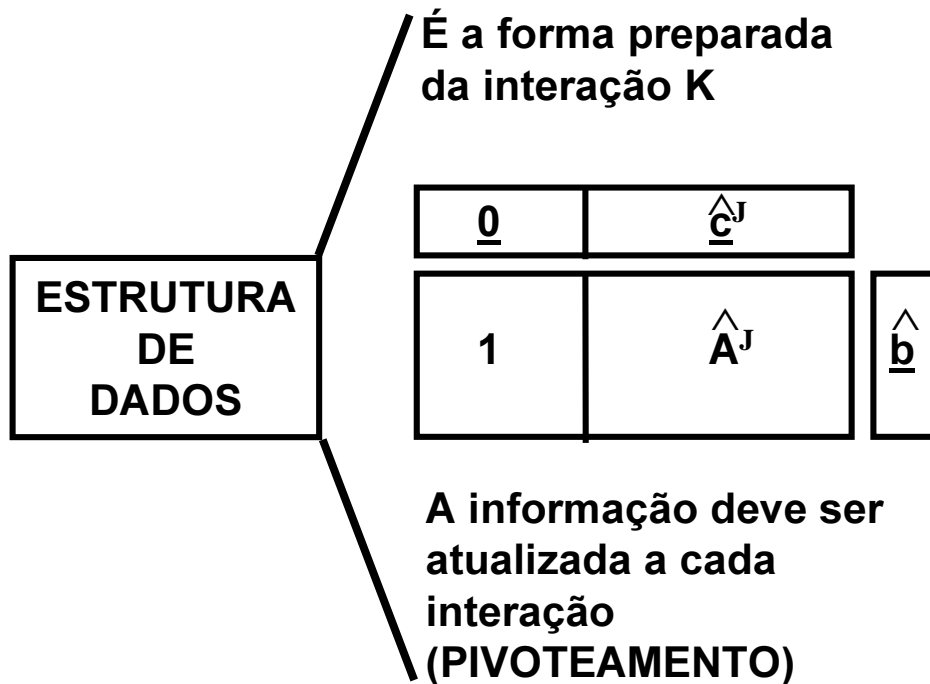 É a forma preparada
da interação K
0 ĉᴶ
ESTRUTURA
DE
DADOS
1 Âᴶ b̂
A informação deve ser
atualizada a cada
interação
(PIVOTEAMENTO)